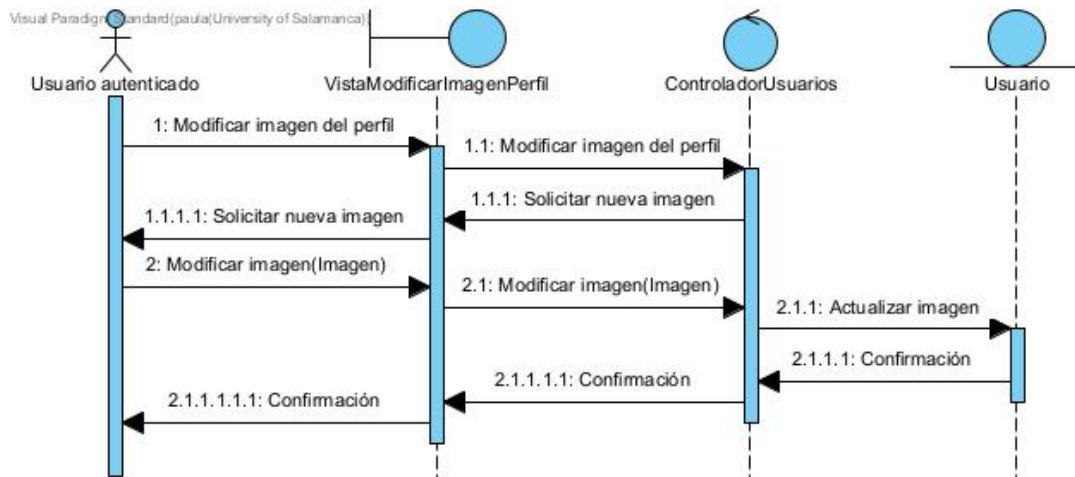 Visual Paradigm Standard(paula(University of Salamanca))
Usuario autenticado
VistaModificarImagenPerfil
ControladorUsuarios
Usuario
1: Modificar imagen del perfil
1.1: Modificar imagen del perfil
1.1.1: Solicitar nueva imagen
1.1.1.1: Solicitar nueva imagen
2: Modificar imagen(Imagen)
2.1: Modificar imagen(Imagen)
2.1.1: Actualizar imagen
2.1.1.1: Confirmación
2.1.1.1.1: Confirmación
2.1.1.1.1.1: Confirmación